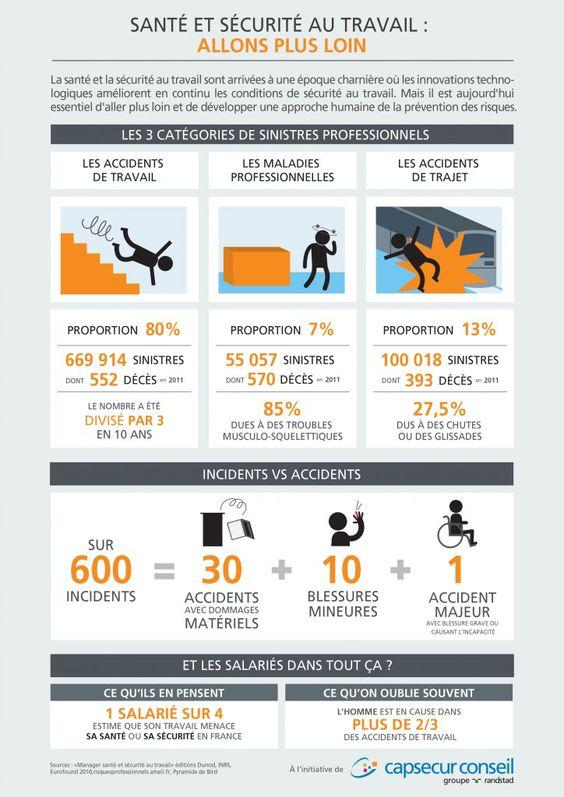 SANTÉ ET SÉCURITÉ AU TRAVAIL :
ALLONS PLUS LOIN
La santé et la sécurité au travail sont arrivées à une époque charnière où les innovations techno-
logiques améliorent en continu les conditions de sécurité au travail. Mais il est aujourd'hui
essentiel d'aller plus loin et de développer une approche humaine de la prévention des risques.
LES 3 CATÉGORIES DE SINISTRES PROFESSIONNELS
LES ACCIDENTS
DE TRAVAIL
PROPORTION 80%
669 914 SINISTRES
DONT 552 DÉCÈS en 2011
LE NOMBRE A ÉTÉ
DIVISÉ PAR 3
EN 10 ANS
LES MALADIES
PROFESSIONNELLES
PROPORTION 7%
55 057 SINISTRES
DONT 570 DÉCÈS en 2011
85%
DUES À DES TROUBLES
MUSCULO-SQUELETTIQUES
LES ACCIDENTS
DE TRAJET
PROPORTION 13%
100 018 SINISTRES
DONT 393 DÉCÈS en 2011
27,5%
DUS À DES CHUTES
OU DES GLISSADES
INCIDENTS VS ACCIDENTS
SUR
600
INCIDENTS
=
30
ACCIDENTS
AVEC DOMMAGES
MATÉRIELS
+
10
BLESSURES
MINEURES
+
1
ACCIDENT
MAJEUR
AVEC BLESSURE GRAVE OU
CAUSANT L'INCAPACITÉ
ET LES SALARIÉS DANS TOUT ÇA ?
CE QU'ILS EN PENSENT
1 SALARIÉ SUR 4
ESTIME QUE SON TRAVAIL MENACE
SA SANTÉ OU SA SÉCURITÉ EN FRANCE
CE QU'ON OUBLIE SOUVENT
L'HOMME EST EN CAUSE DANS
PLUS DE 2/3
DES ACCIDENTS DE TRAVAIL
Sources : «Manager santé et sécurité au travail» éditions Dunod, INRS,
Eurofound 2010,risquesprofessionnels.ameli.fr, Pyramide de Bird
À l'initiative de
capsecur conseil
groupe randstad